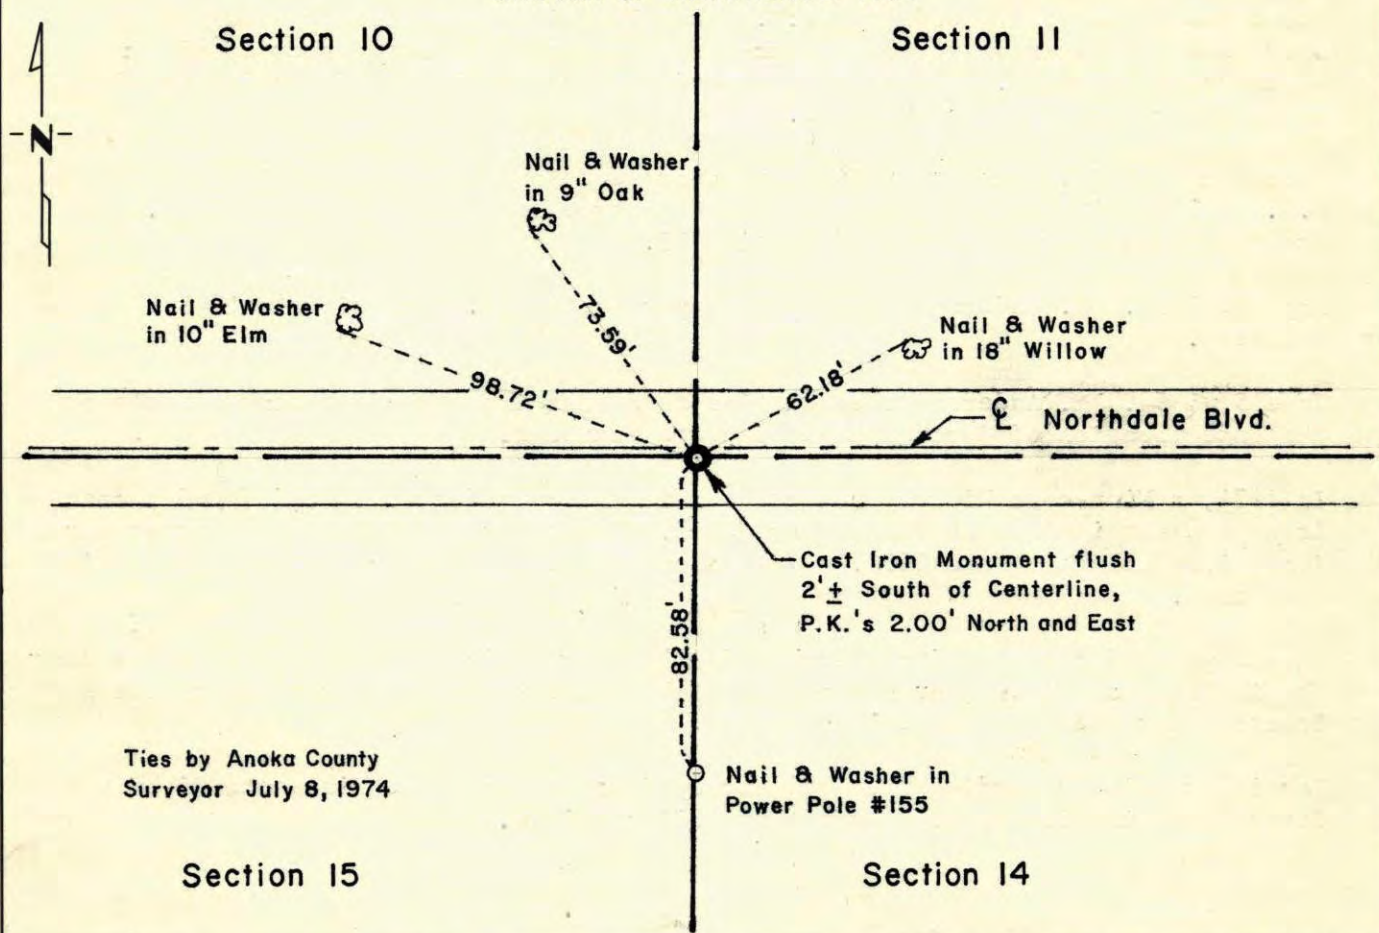 Section 10
Section 11
N
Nail & Washer
in 9" Oak
Nail & Washer
in 10" Elm
73.59'
Nail & Washer
in 18" Willow
98.72'
62.18'
℄ Northdale Blvd.
Cast Iron Monument flush
2'± South of Centerline,
P.K.'s 2.00' North and East
82.58'
Ties by Anoka County
Surveyor July 8, 1974
Nail & Washer in
Power Pole #155
Section 15
Section 14